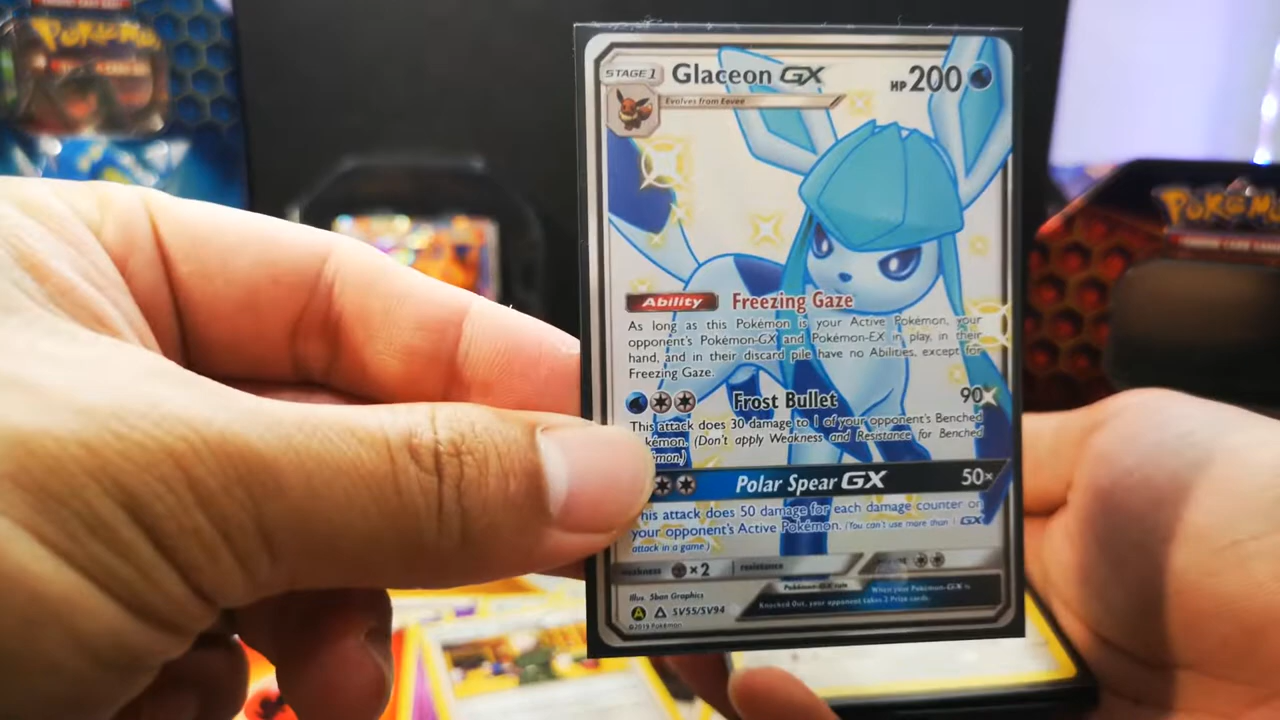 POKéMON
STAGE 1
Glaceon GX
HP 200
Evolves from Eevee
POKéMO
Ability
Freezing Gaze
As long as this Pokémon is your Active Pokémon, your
opponent's Pokémon-GX and Pokémon-EX in play, in their
hand, and in their discard pile have no Abilities, except for
Freezing Gaze.
Frost Bullet
90
This attack does 30 damage to 1 of your opponent's Benched
kémon. (Don't apply Weakness and Resistance for Benched
émon.)
Polar Spear GX
50×
This attack does 50 damage for each damage counter on
your opponent's Active Pokémon. (You can't use more than 1 GX
attack in a game.)
weakness
×2
resistance
Pokémon-GX rule
When your Pokémon-GX is
Knocked Out, your opponent takes 2 Prize cards.
Illus. 5ban Graphics
A
SV55/SV94
©2019 Pokémon